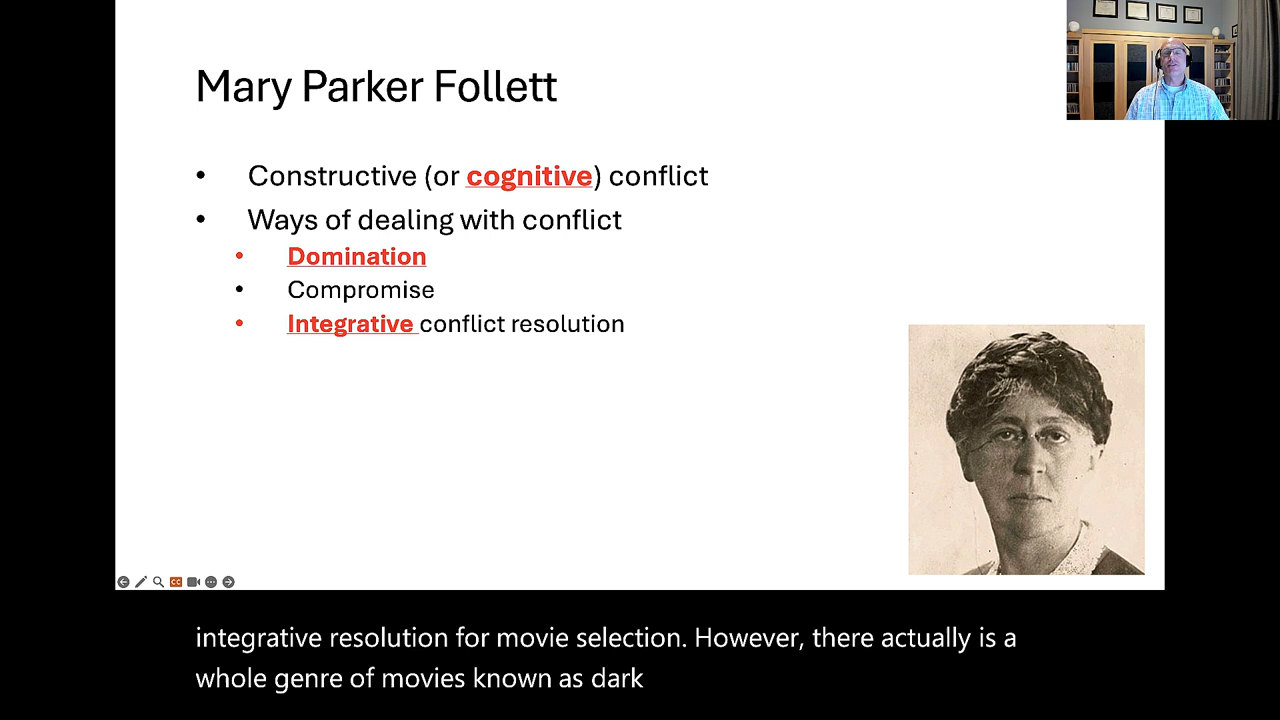 Mary Parker Follett
• Constructive (or cognitive) conflict
• Ways of dealing with conflict
• Domination
• Compromise
• Integrative conflict resolution
CC
integrative resolution for movie selection. However, there actually is a
whole genre of movies known as dark